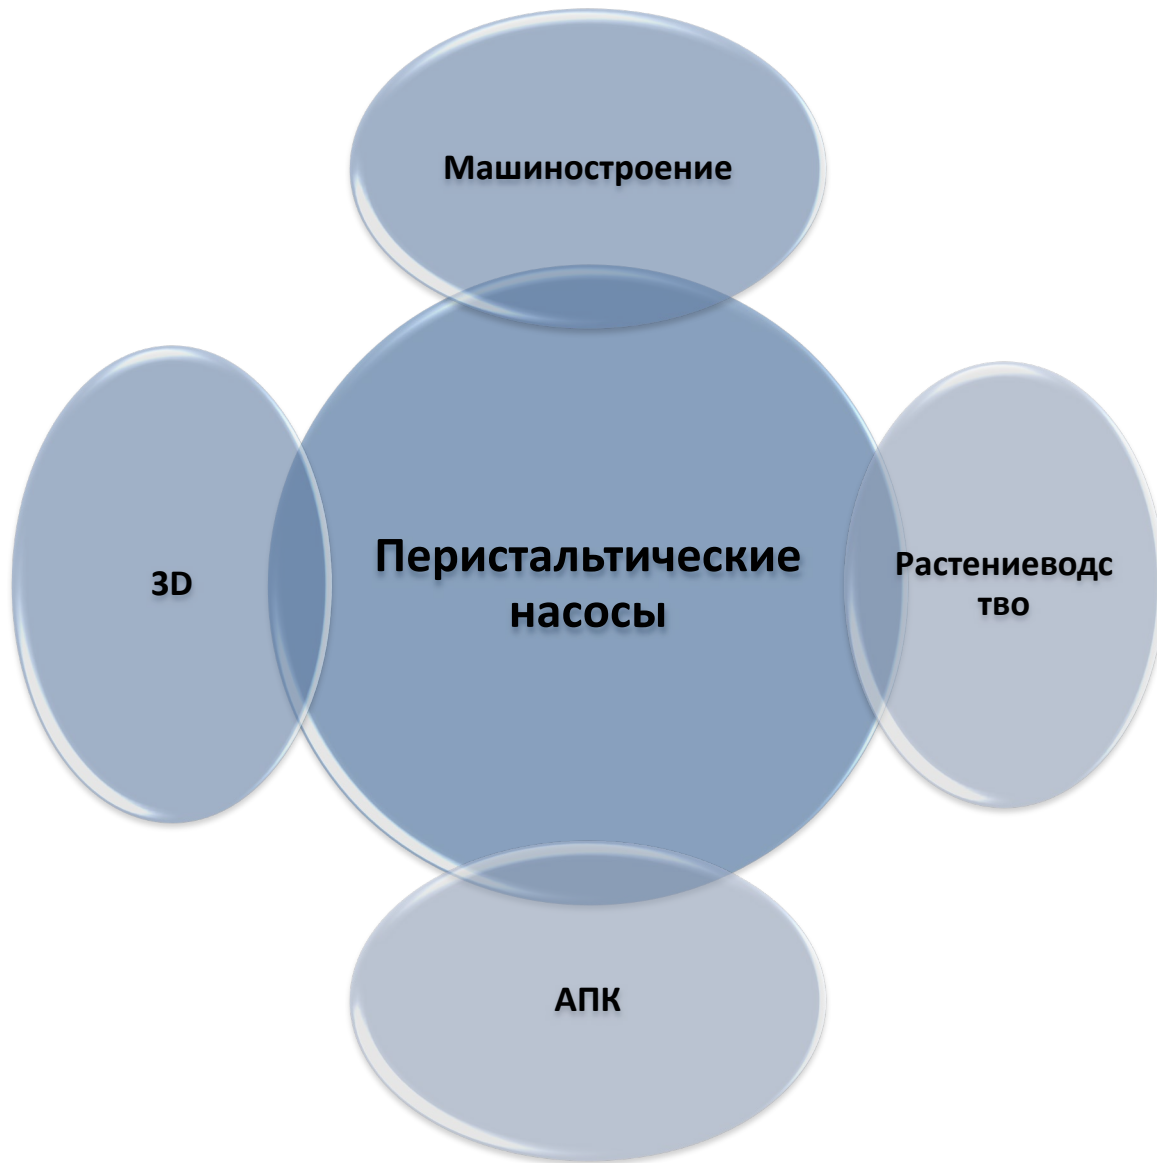 Машиностроение
3D
Перистальтические
насосы
Растениеводс
тво
АПК